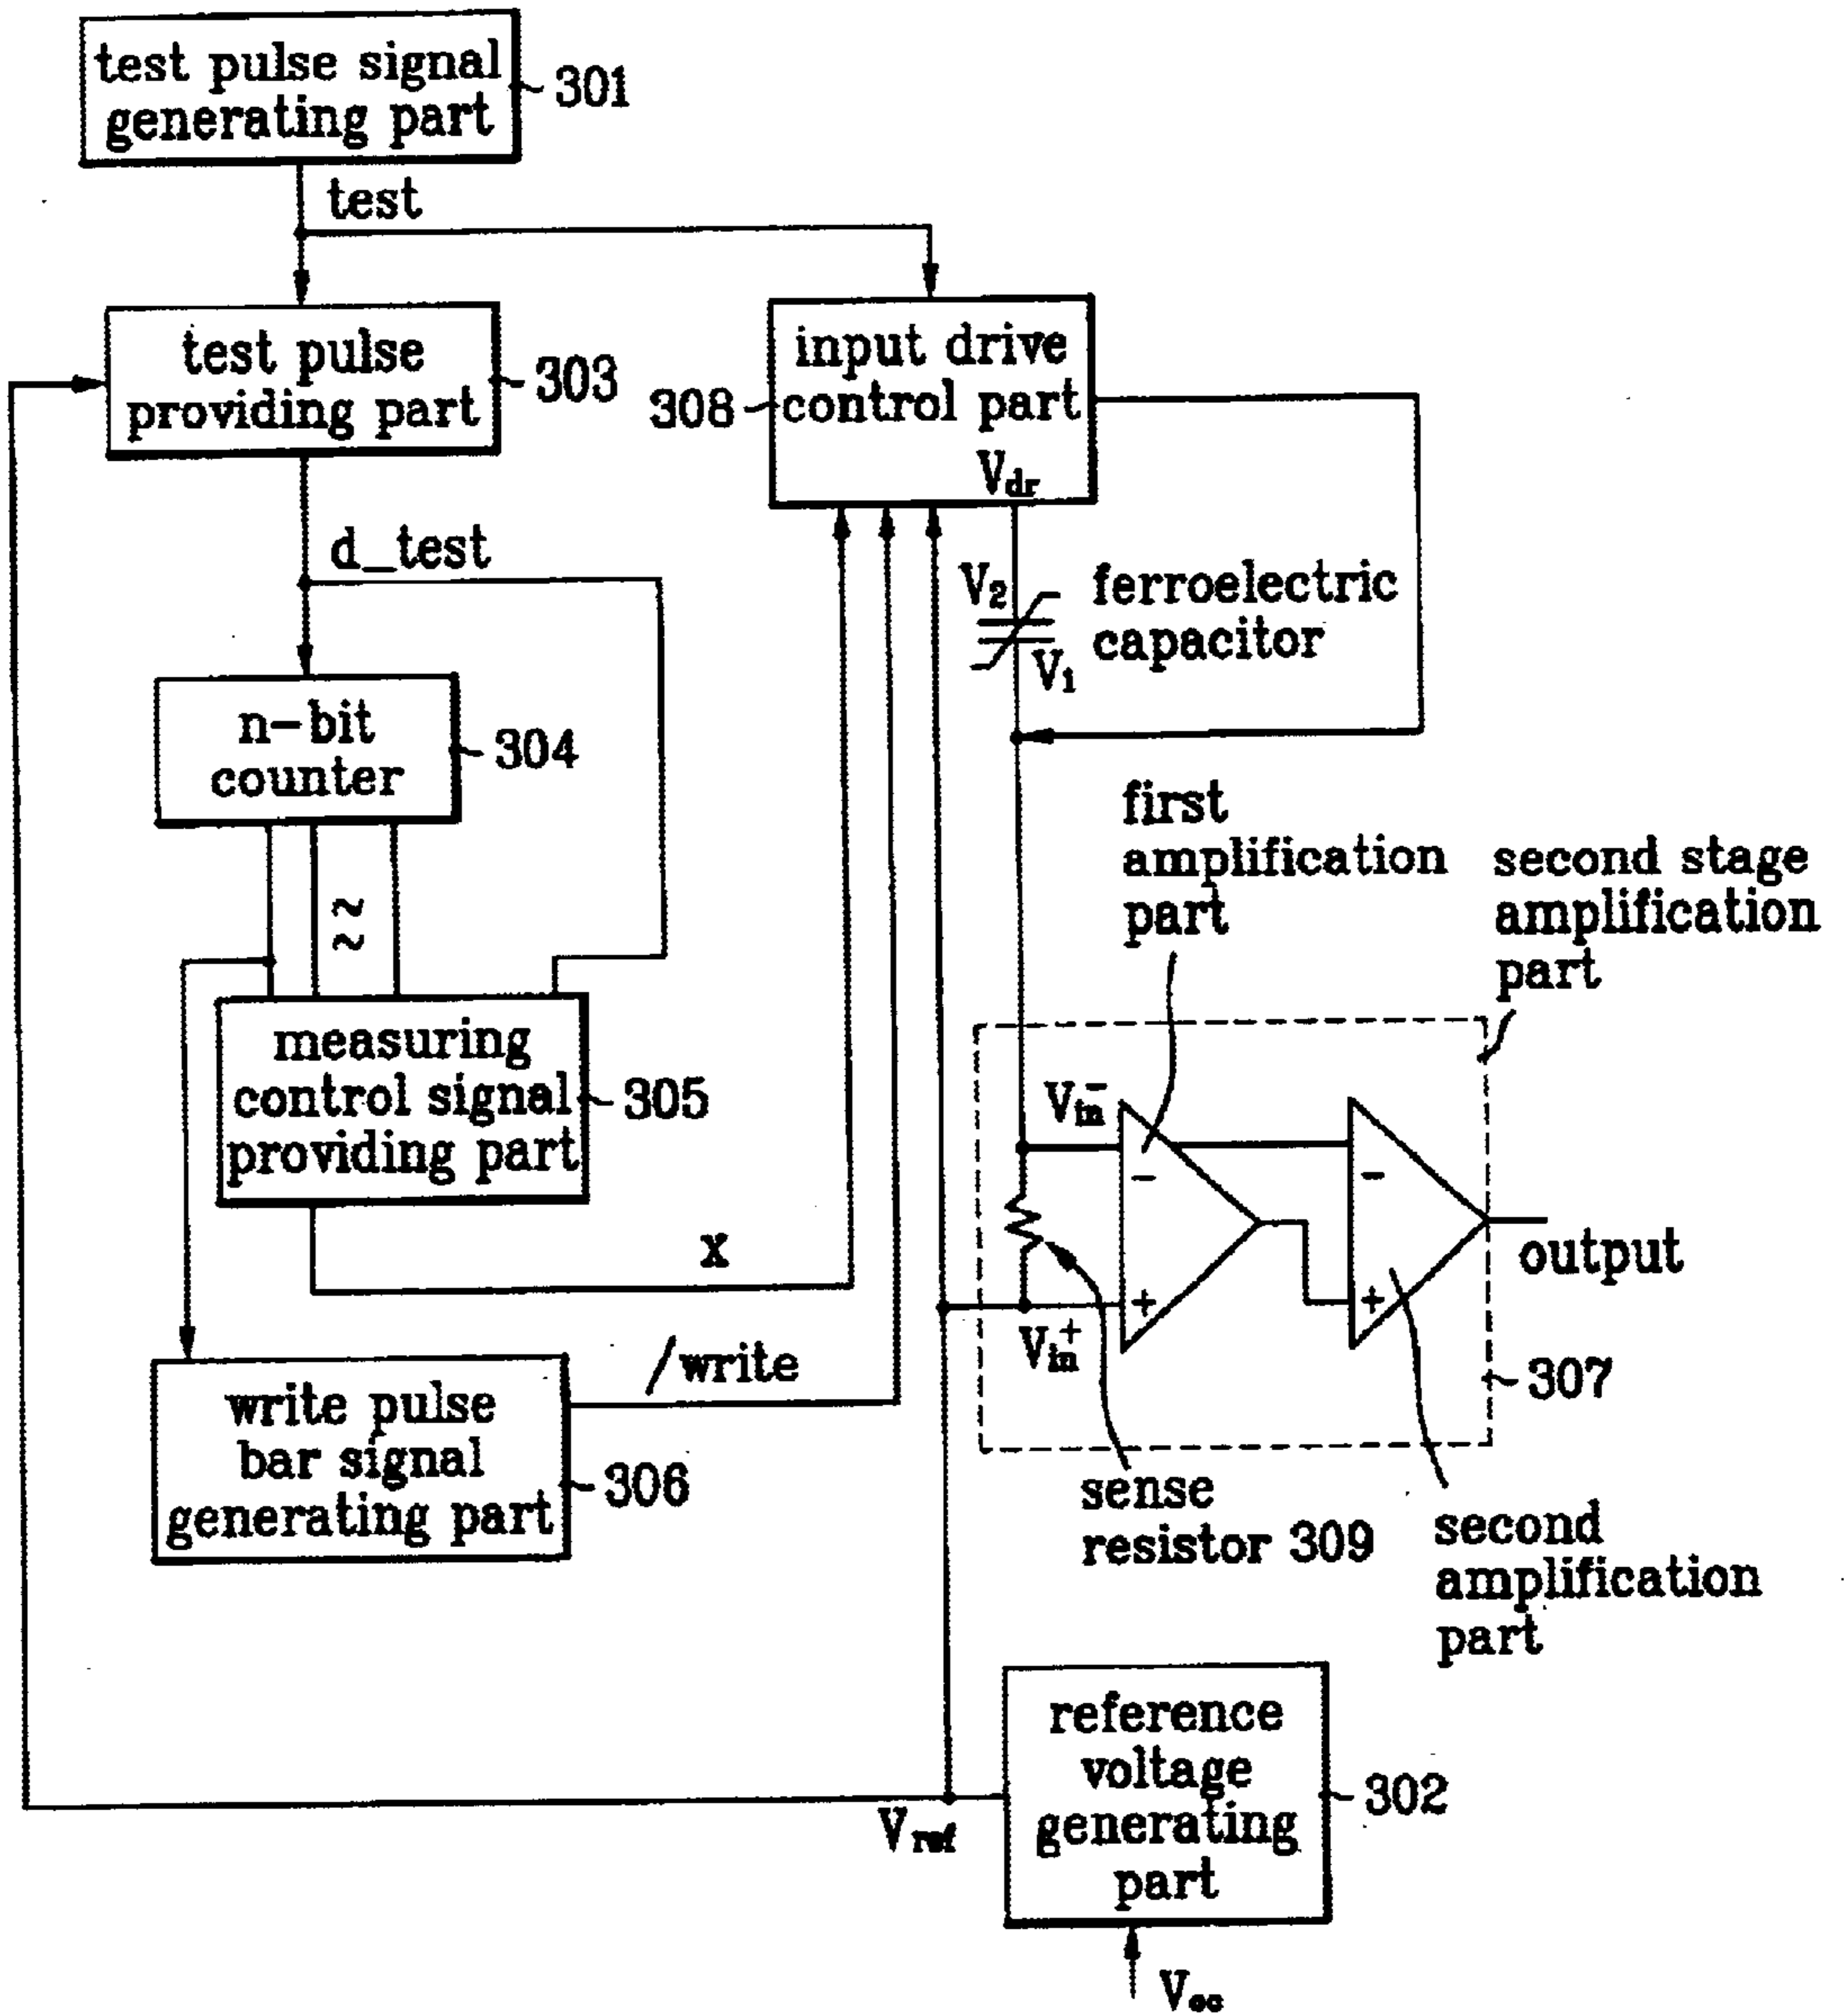 test pulse signal
generating part
301
test
test pulse
providing part
303
input drive
control part
308
Vdr
d_test
V2
V1
ferroelectric
capacitor
n-bit
counter
304
first
amplification
part
second stage
amplification
part
measuring
control signal
providing part
305
Vin-
Vin+
-
+
-
+
output
X
/write
307
write pulse
bar signal
generating part
306
sense
resistor 309
second
amplification
part
reference
voltage
generating
part
302
Vref
Vcc